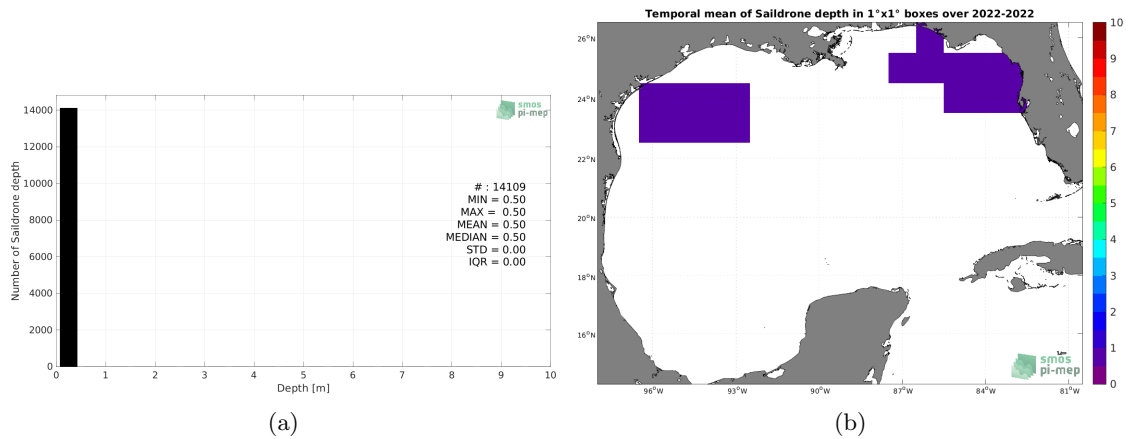 Temporal mean of Saildrone depth in 1°x1° boxes over 2022-2022
14000
12000
10000
8000
6000
4000
2000
0
Number of Saildrone depth
smos
pi-mep
# : 14109
MIN = 0.50
MAX = 0.50
MEAN = 0.50
MEDIAN = 0.50
STD = 0.00
IQR = 0.00
0 1 2 3 4 5 6 7 8 9 10
Depth [m]
(a)
26°N
24°N
22°N
20°N
18°N
16°N
96°W 93°W 90°W 87°W 84°W 81°W
smos
pi-mep
10
9
8
7
6
5
4
3
2
1
0
(b)